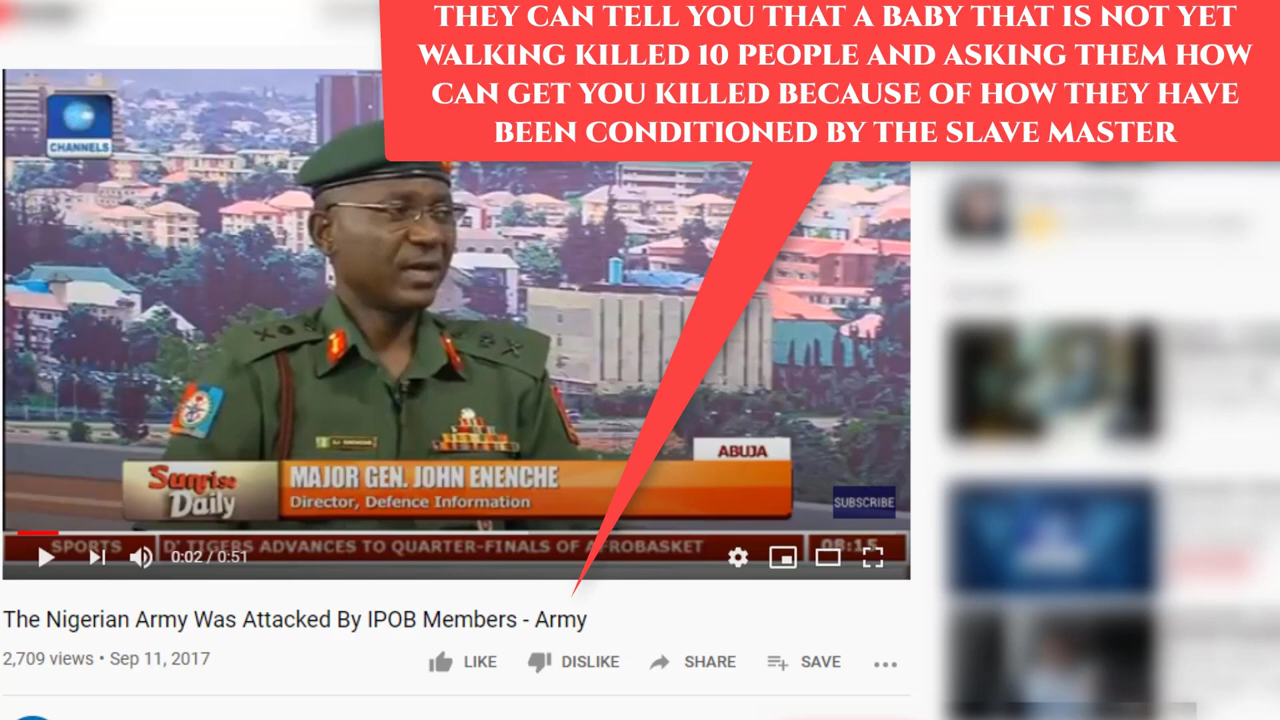 THEY CAN TELL YOU THAT A BABY THAT IS NOT YET
WALKING KILLED 10 PEOPLE AND ASKING THEM HOW
CAN GET YOU KILLED BECAUSE OF HOW THEY HAVE
BEEN CONDITIONED BY THE SLAVE MASTER
CHANNELS
ABUJA
Sunrise
Daily
MAJOR GEN. JOHN ENENCHE
Director, Defence Information
SUBSCRIBE
SPORTS D' TIGERS ADVANCES TO QUARTER-FINALS OF AFROBASKET 08:15
0:02 / 0:51
The Nigerian Army Was Attacked By IPOB Members - Army
2,709 views • Sep 11, 2017
LIKE DISLIKE SHARE SAVE